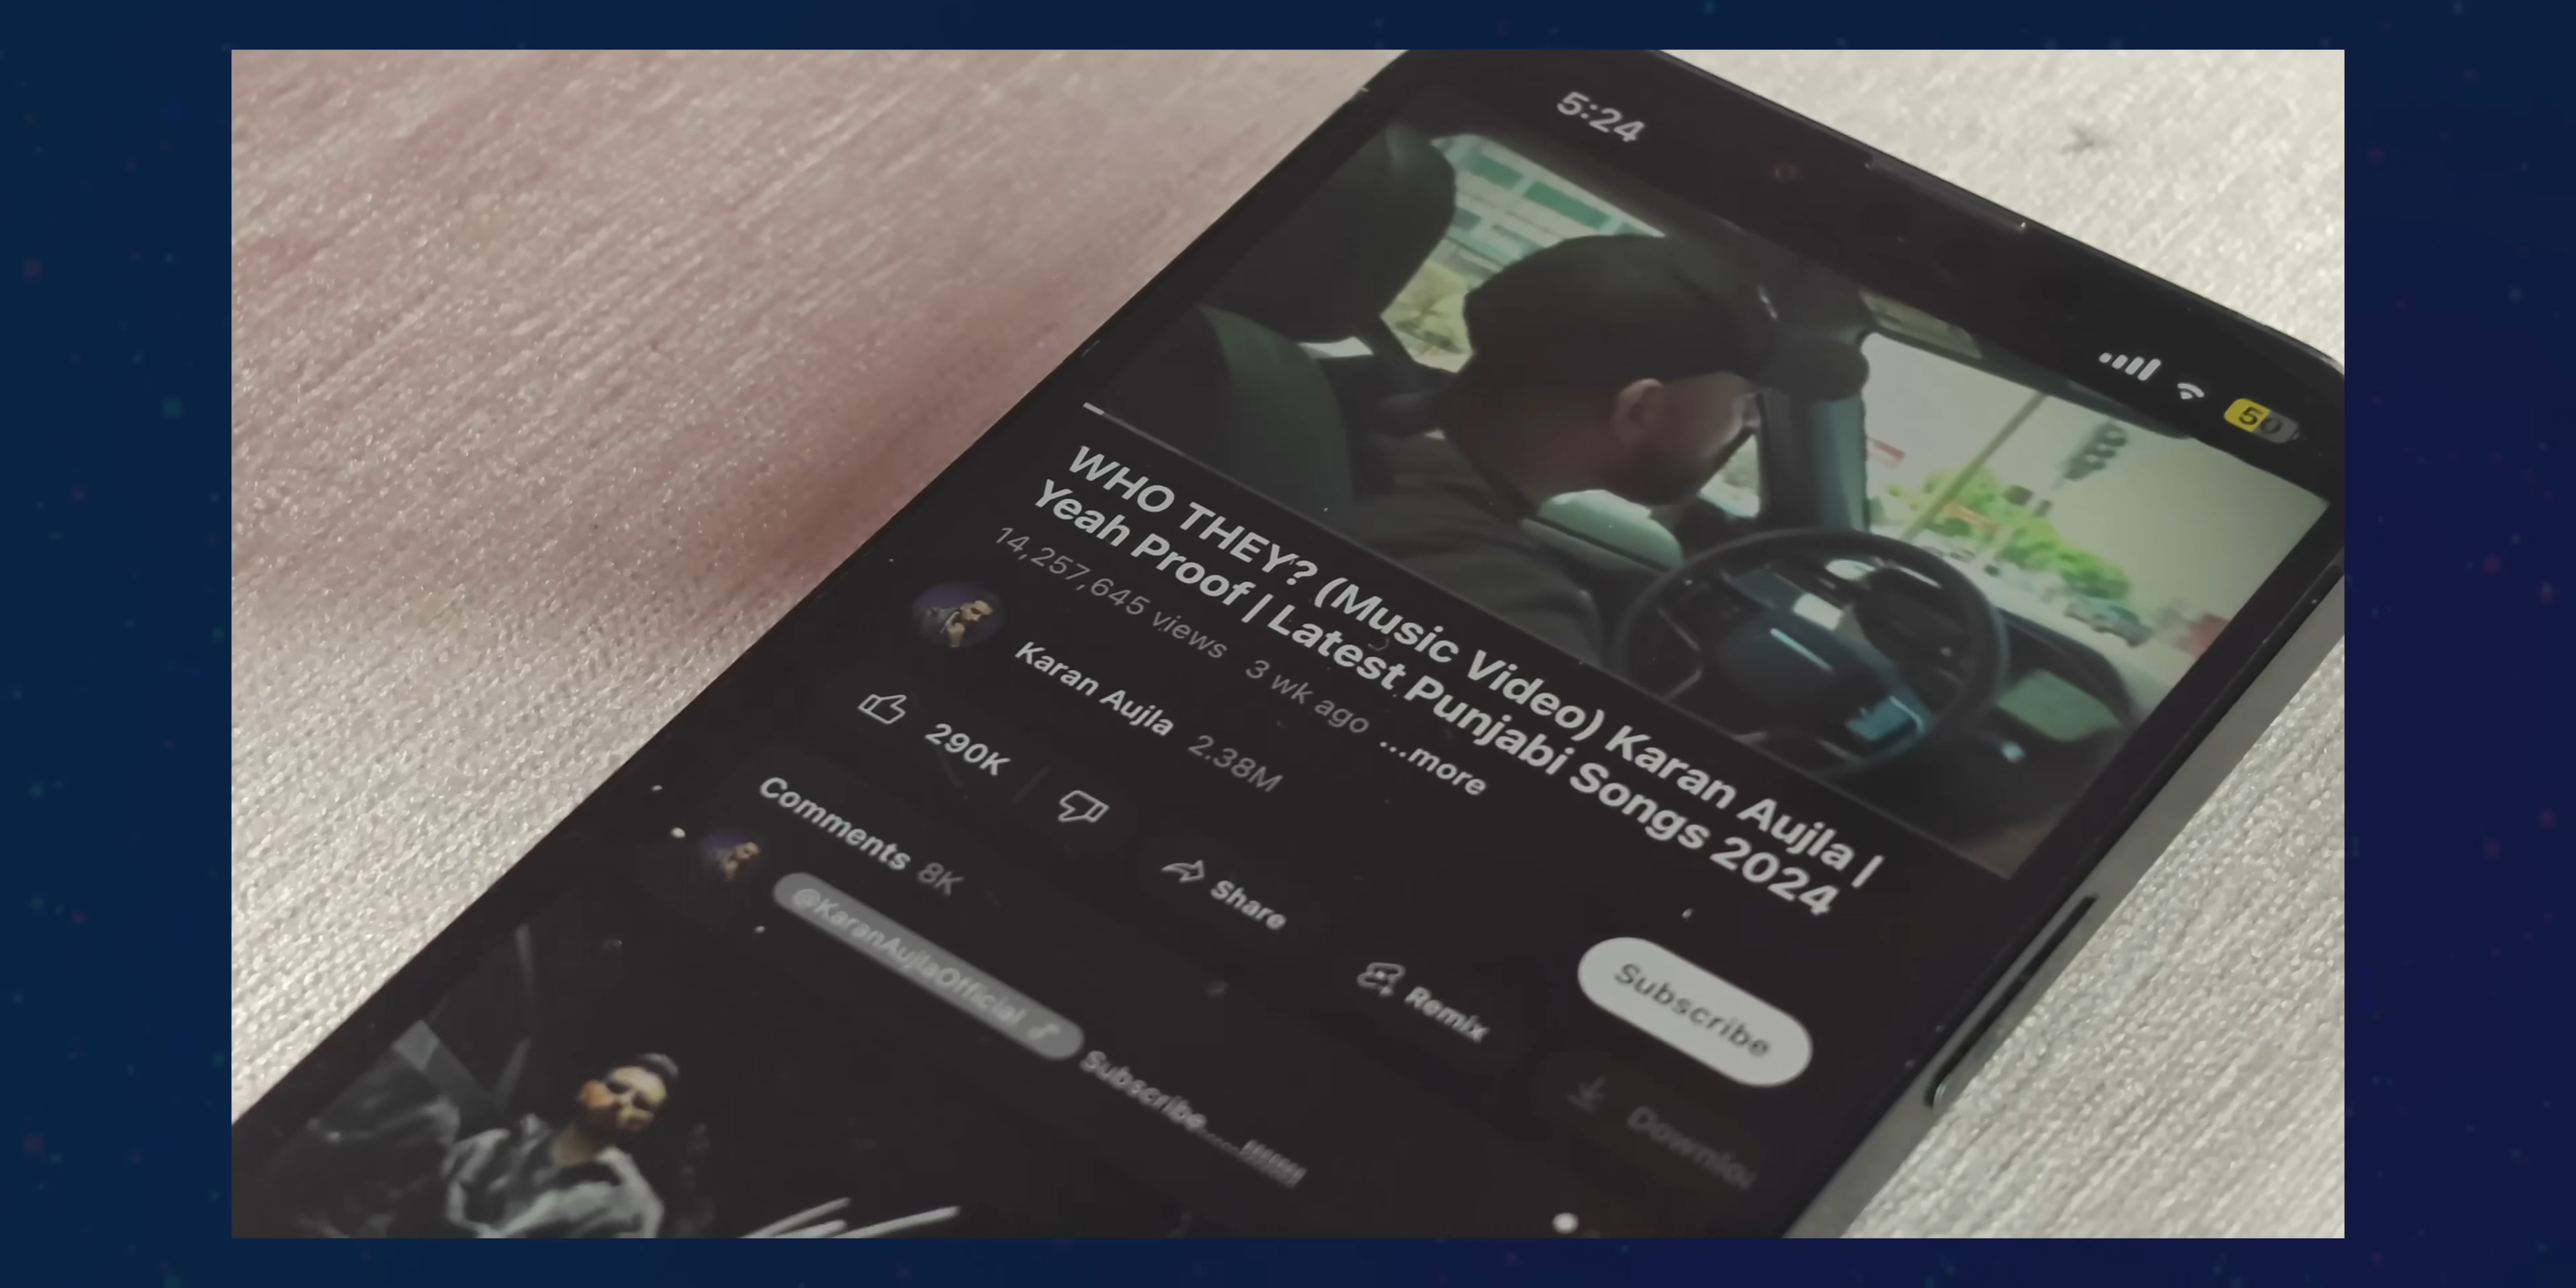 5:24
50
WHO THEY? (Music Video) Karan Aujla |
Yeah Proof | Latest Punjabi Songs 2024
14,257,645 views 3 wk ago ...more
Karan Aujla 2.38M
Subscribe
290K
Share
Remix
Comments 8K
@KaranAujlaOfficial
Subscribe